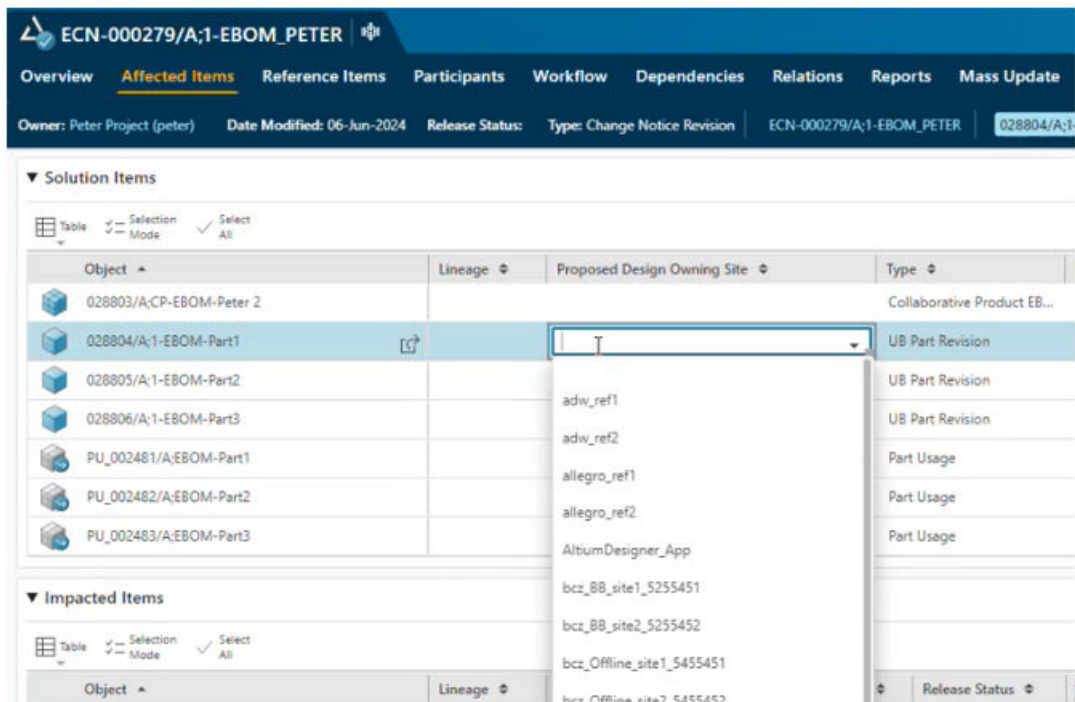 ECN-000279/A;1-EBOM_PETER
Overview Affected Items Reference Items Participants Workflow Dependencies Relations Reports Mass Update
Owner: Peter Project (peter) Date Modified: 06-Jun-2024 Release Status: Type: Change Notice Revision ECN-000279/A;1-EBOM_PETER 028804/A;1-
Solution Items
Table Selection Mode Select All
Object Lineage Proposed Design Owning Site Type
028803/A;CP-EBOM-Peter 2 Collaborative Product EB...
028804/A;1-EBOM-Part1 UB Part Revision
028805/A;1-EBOM-Part2 UB Part Revision
adw_ref1
028806/A;1-EBOM-Part3 UB Part Revision
adw_ref2
PU_002481/A;EBOM-Part1 Part Usage
allegro_ref1
PU_002482/A;EBOM-Part2 Part Usage
allegro_ref2
PU_002483/A;EBOM-Part3 Part Usage
AltiumDesigner_App
bcz_BB_site1_5255451
Impacted Items
bcz_BB_site2_5255452
Table Selection Mode Select All
bcz_Offline_site1_5455451
Object Lineage Release Status
bcz_Offline_site2_5455452